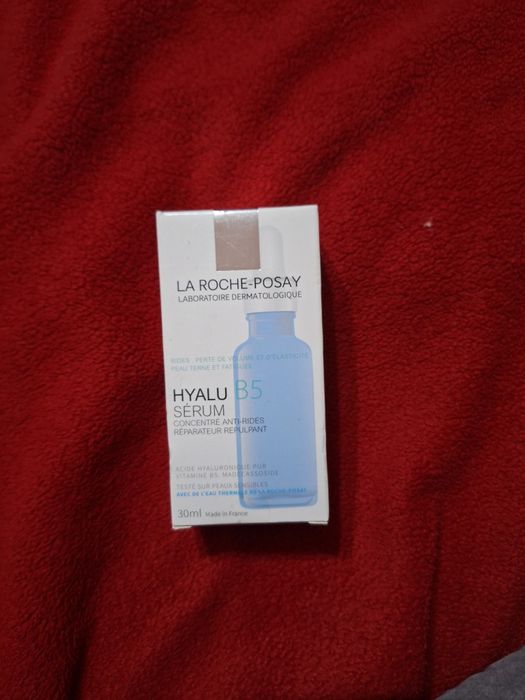 LA ROCHE-POSAY
LABORATOIRE DERMATOLOGIQUE
RIDES, PERTE DE VOLUME ET D'ÉLASTICITÉ
PEAU TERNE ET FATIGUÉE
HYALU B5
SÉRUM
CONCENTRÉ ANTI-RIDES
RÉPARATEUR REPULPANT
ACIDE HYALURONIQUE PUR
VITAMINE B5. MADÉCASSOSIDE
TESTÉ SUR PEAUX SENSIBLES
AVEC DE L'EAU THERMALE DE LA ROCHE-POSAY
30ml Made in France